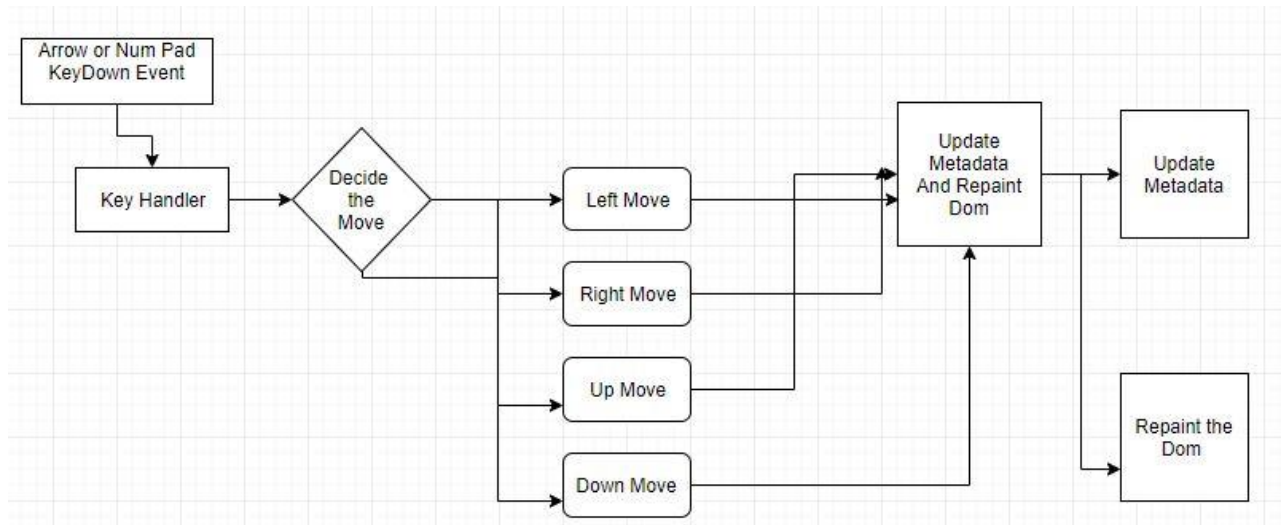 Arrow or Num Pad
KeyDown Event
Key Handler
Decide
the
Move
Left Move
Right Move
Up Move
Down Move
Update
Metadata
And Repaint
Dom
Update
Metadata
Repaint the
Dom